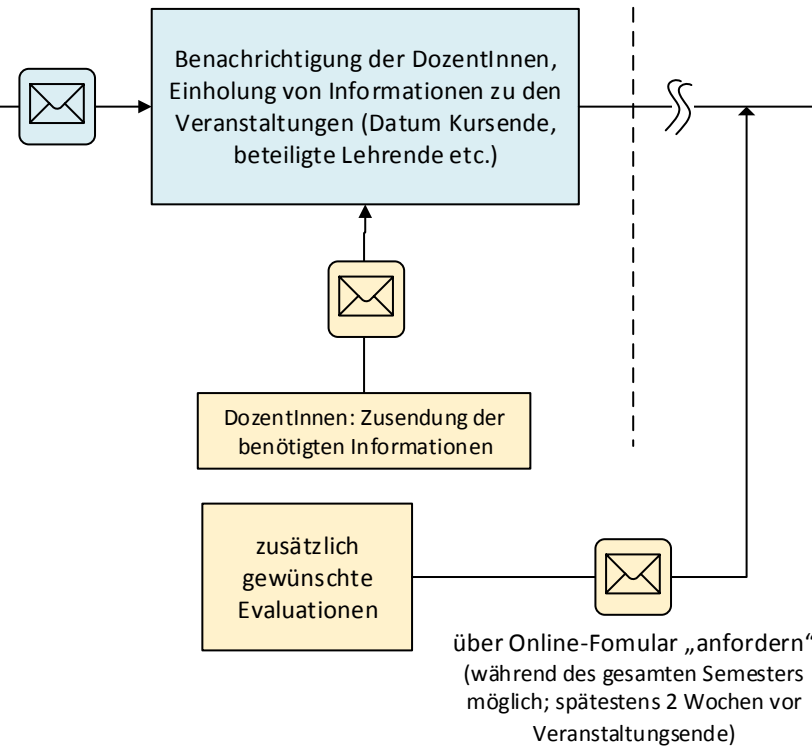 Benachrichtigung der DozentInnen,
Einholung von Informationen zu den
Veranstaltungen (Datum Kursende,
beteiligte Lehrende etc.)
DozentInnen: Zusendung der
benötigten Informationen
zusätzlich
gewünschte
Evaluationen
über Online-Fomular „anfordern“
(während des gesamten Semesters
möglich; spätestens 2 Wochen vor
Veranstaltungsende)